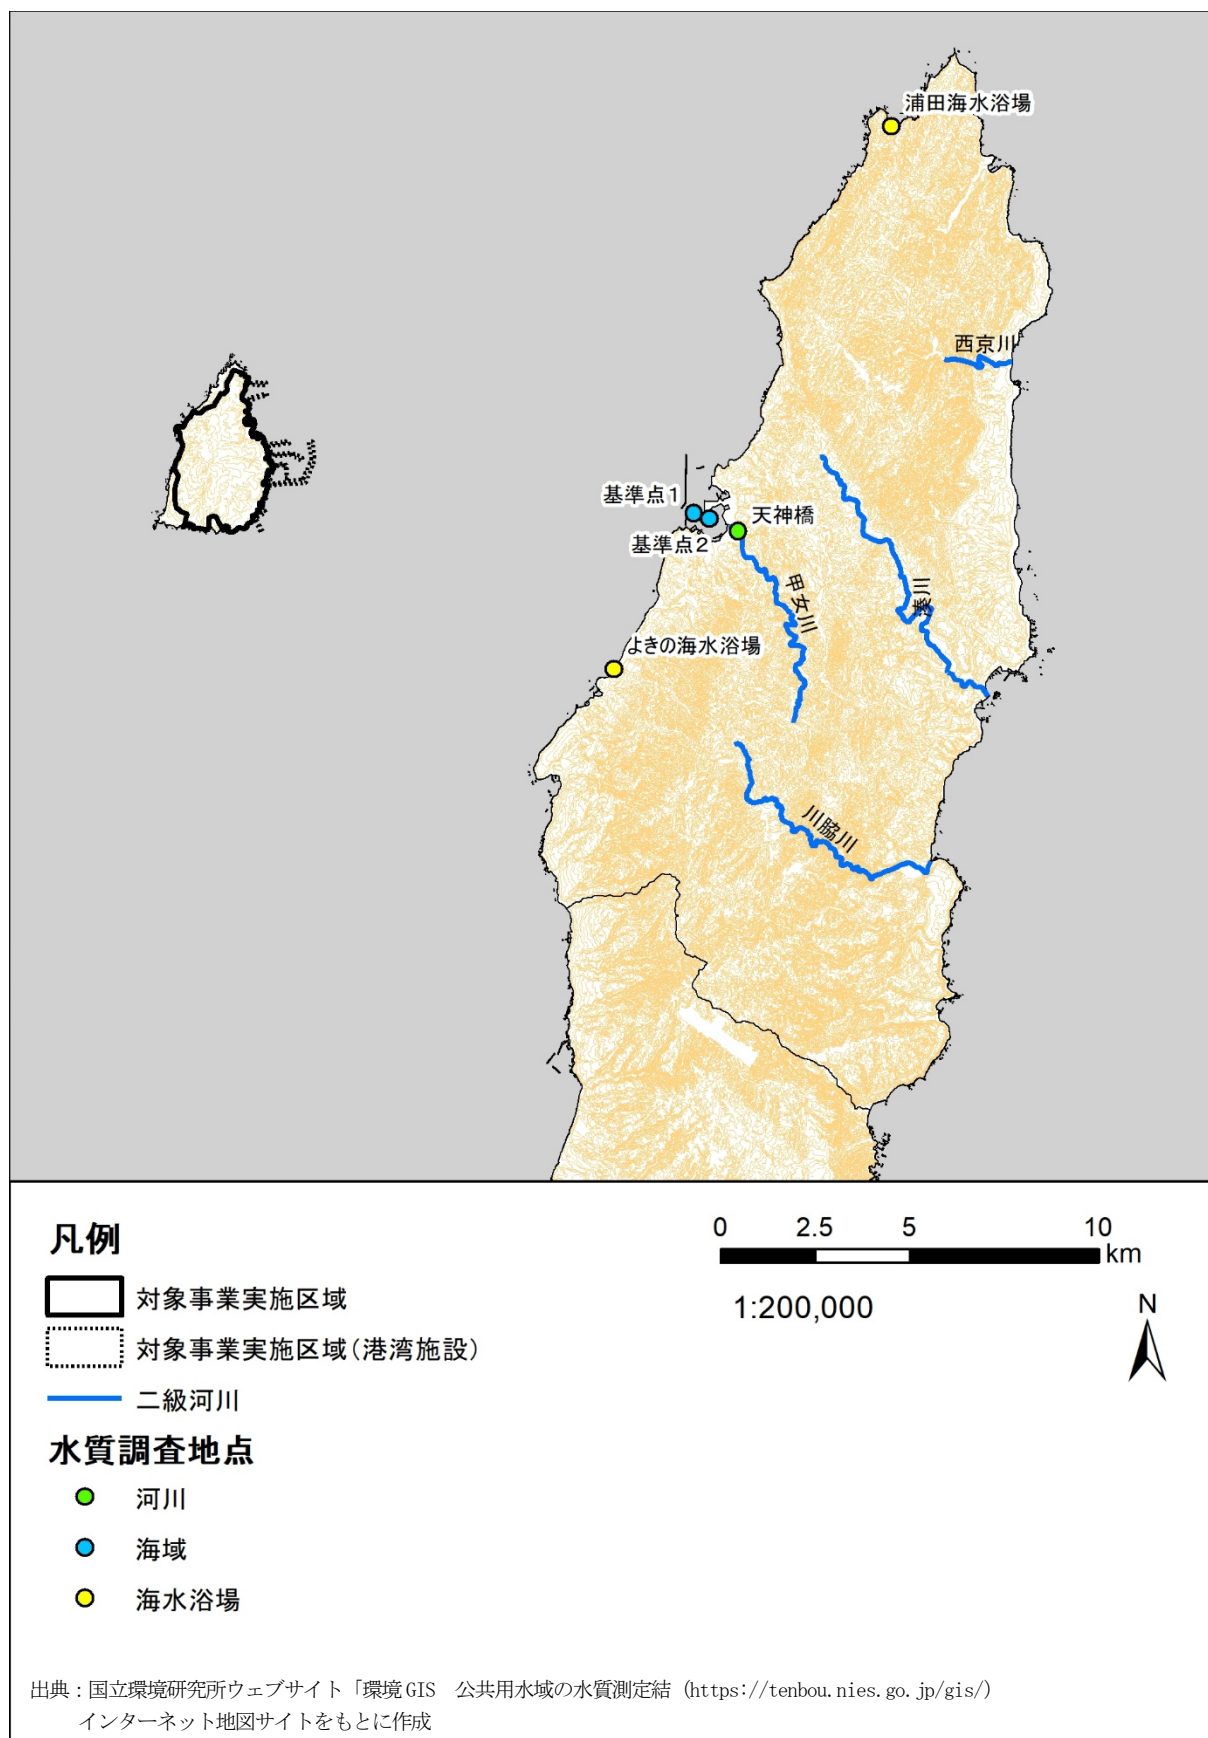 浦田海水浴場
西京川
基準点1
天神橋
基準点2
甲女川
湊川
よきの海水浴場
川脇川
凡例
対象事業実施区域
対象事業実施区域(港湾施設)
二級河川
水質調査地点
河川
海域
海水浴場
0 2.5 5 10
km
1:200,000
N
出典：国立環境研究所ウェブサイト「環境GIS　公共用水域の水質測定結（https://tenbou.nies.go.jp/gis/）
インターネット地図サイトをもとに作成